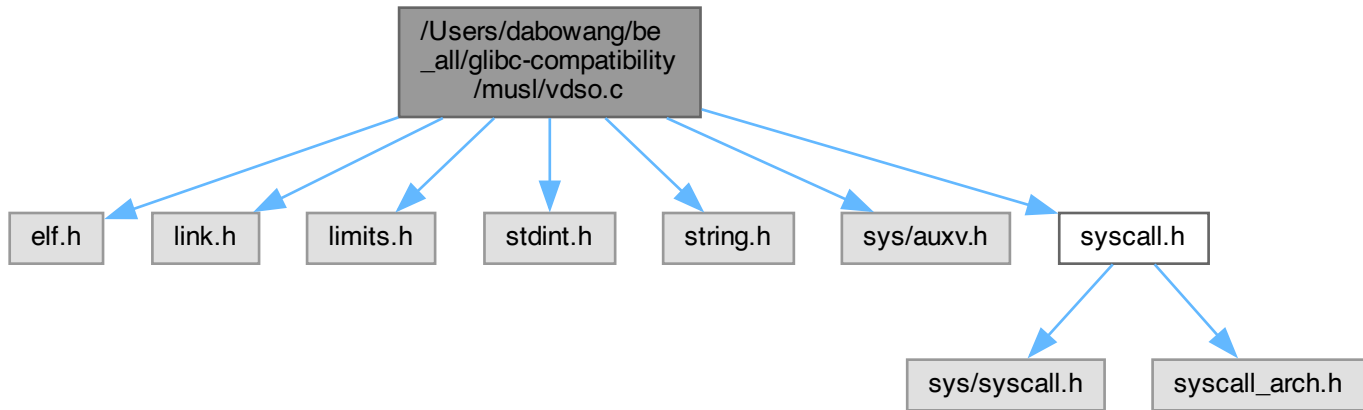 /Users/dabowang/be
_all/glibc-compatibility
/musl/vdso.c
elf.h
link.h
limits.h
stdint.h
string.h
sys/auxv.h
syscall.h
sys/syscall.h
syscall_arch.h